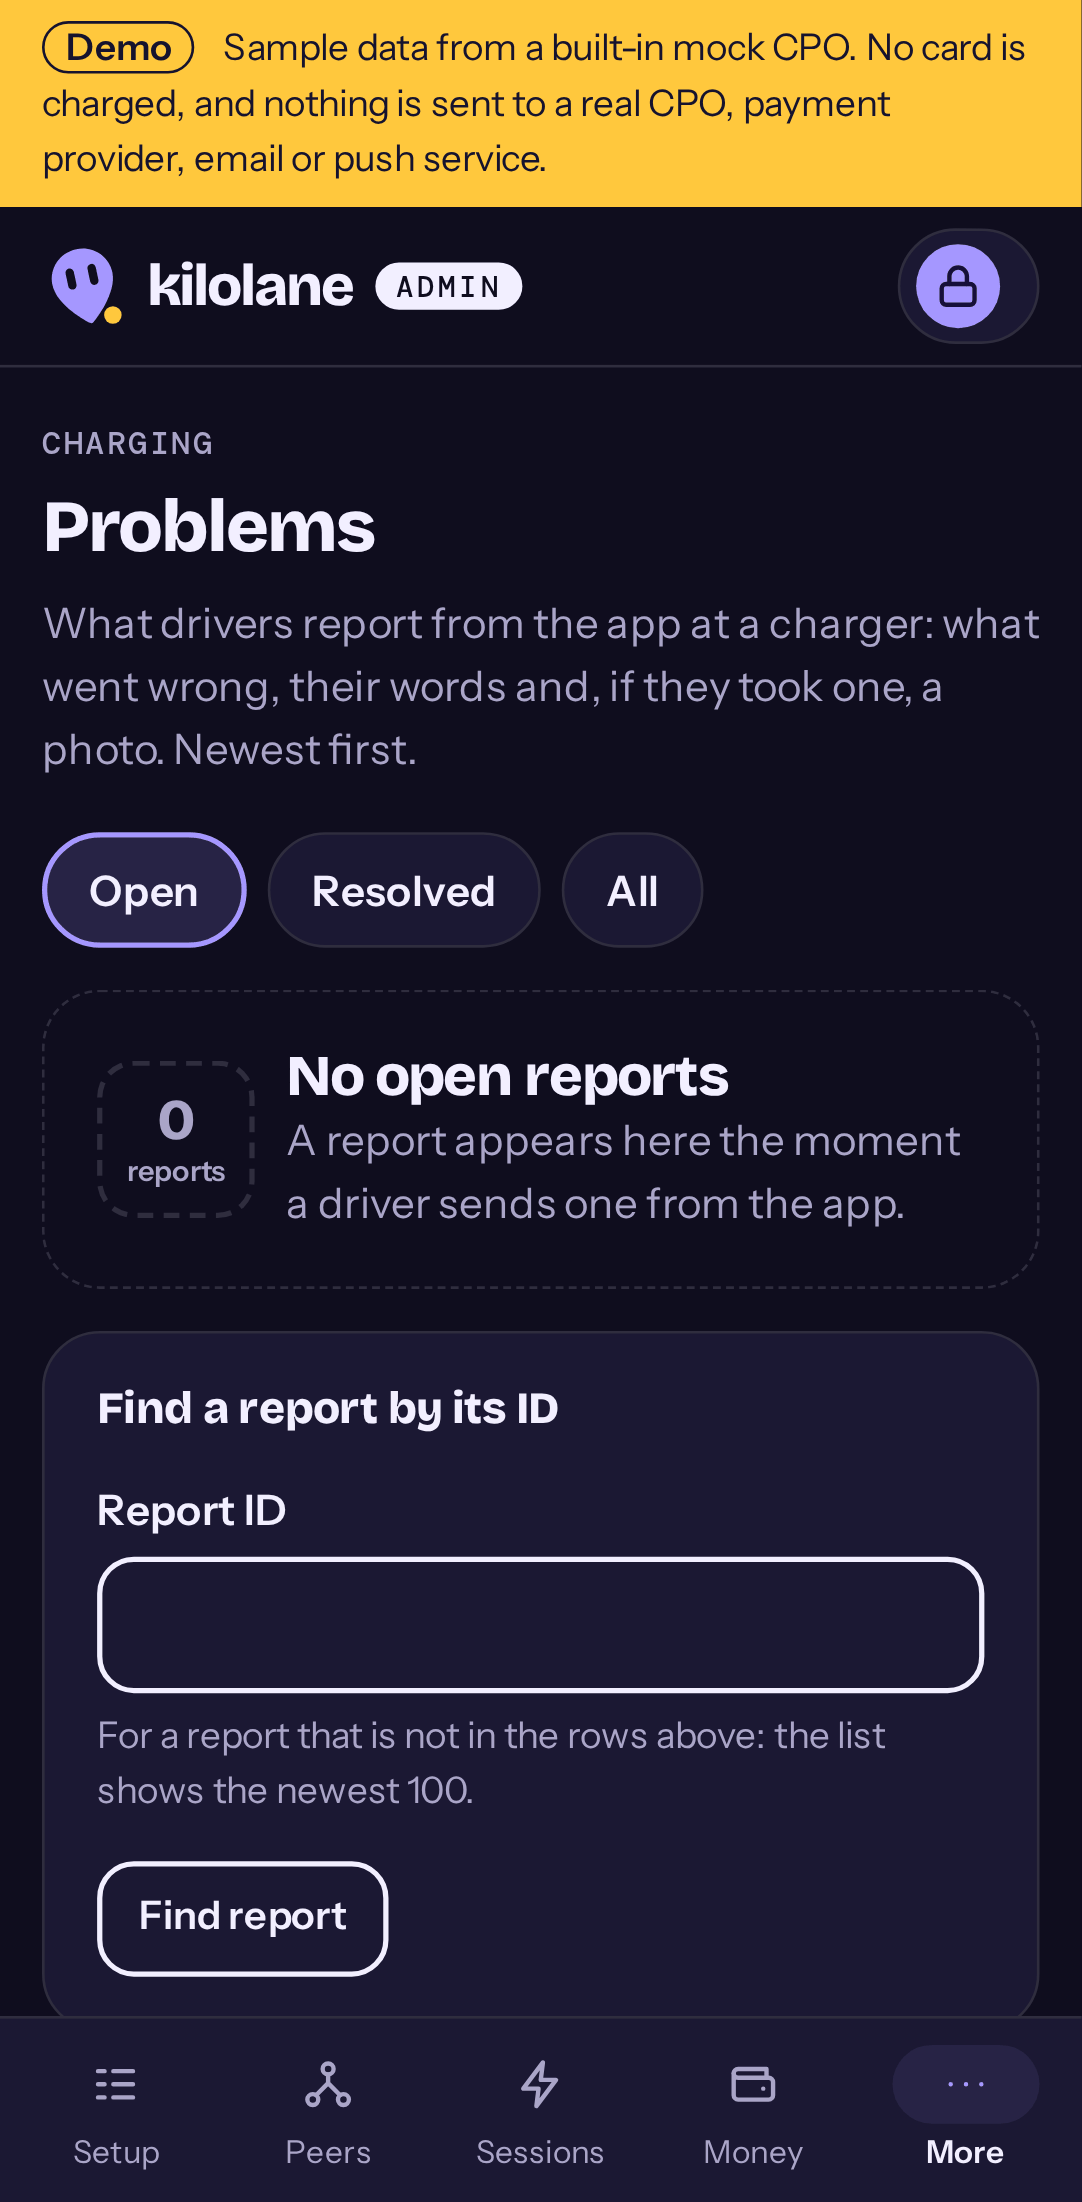 Demo Sample data from a built-in mock CPO. No card is
charged, and nothing is sent to a real CPO, payment
provider, email or push service.
kilolane ADMIN
CHARGING
Problems
What drivers report from the app at a charger: what
went wrong, their words and, if they took one, a
photo. Newest first.
Open Resolved All
0
reports
No open reports
A report appears here the moment
a driver sends one from the app.
Find a report by its ID
Report ID
For a report that is not in the rows above: the list
shows the newest 100.
Find report
Setup Peers Sessions Money More